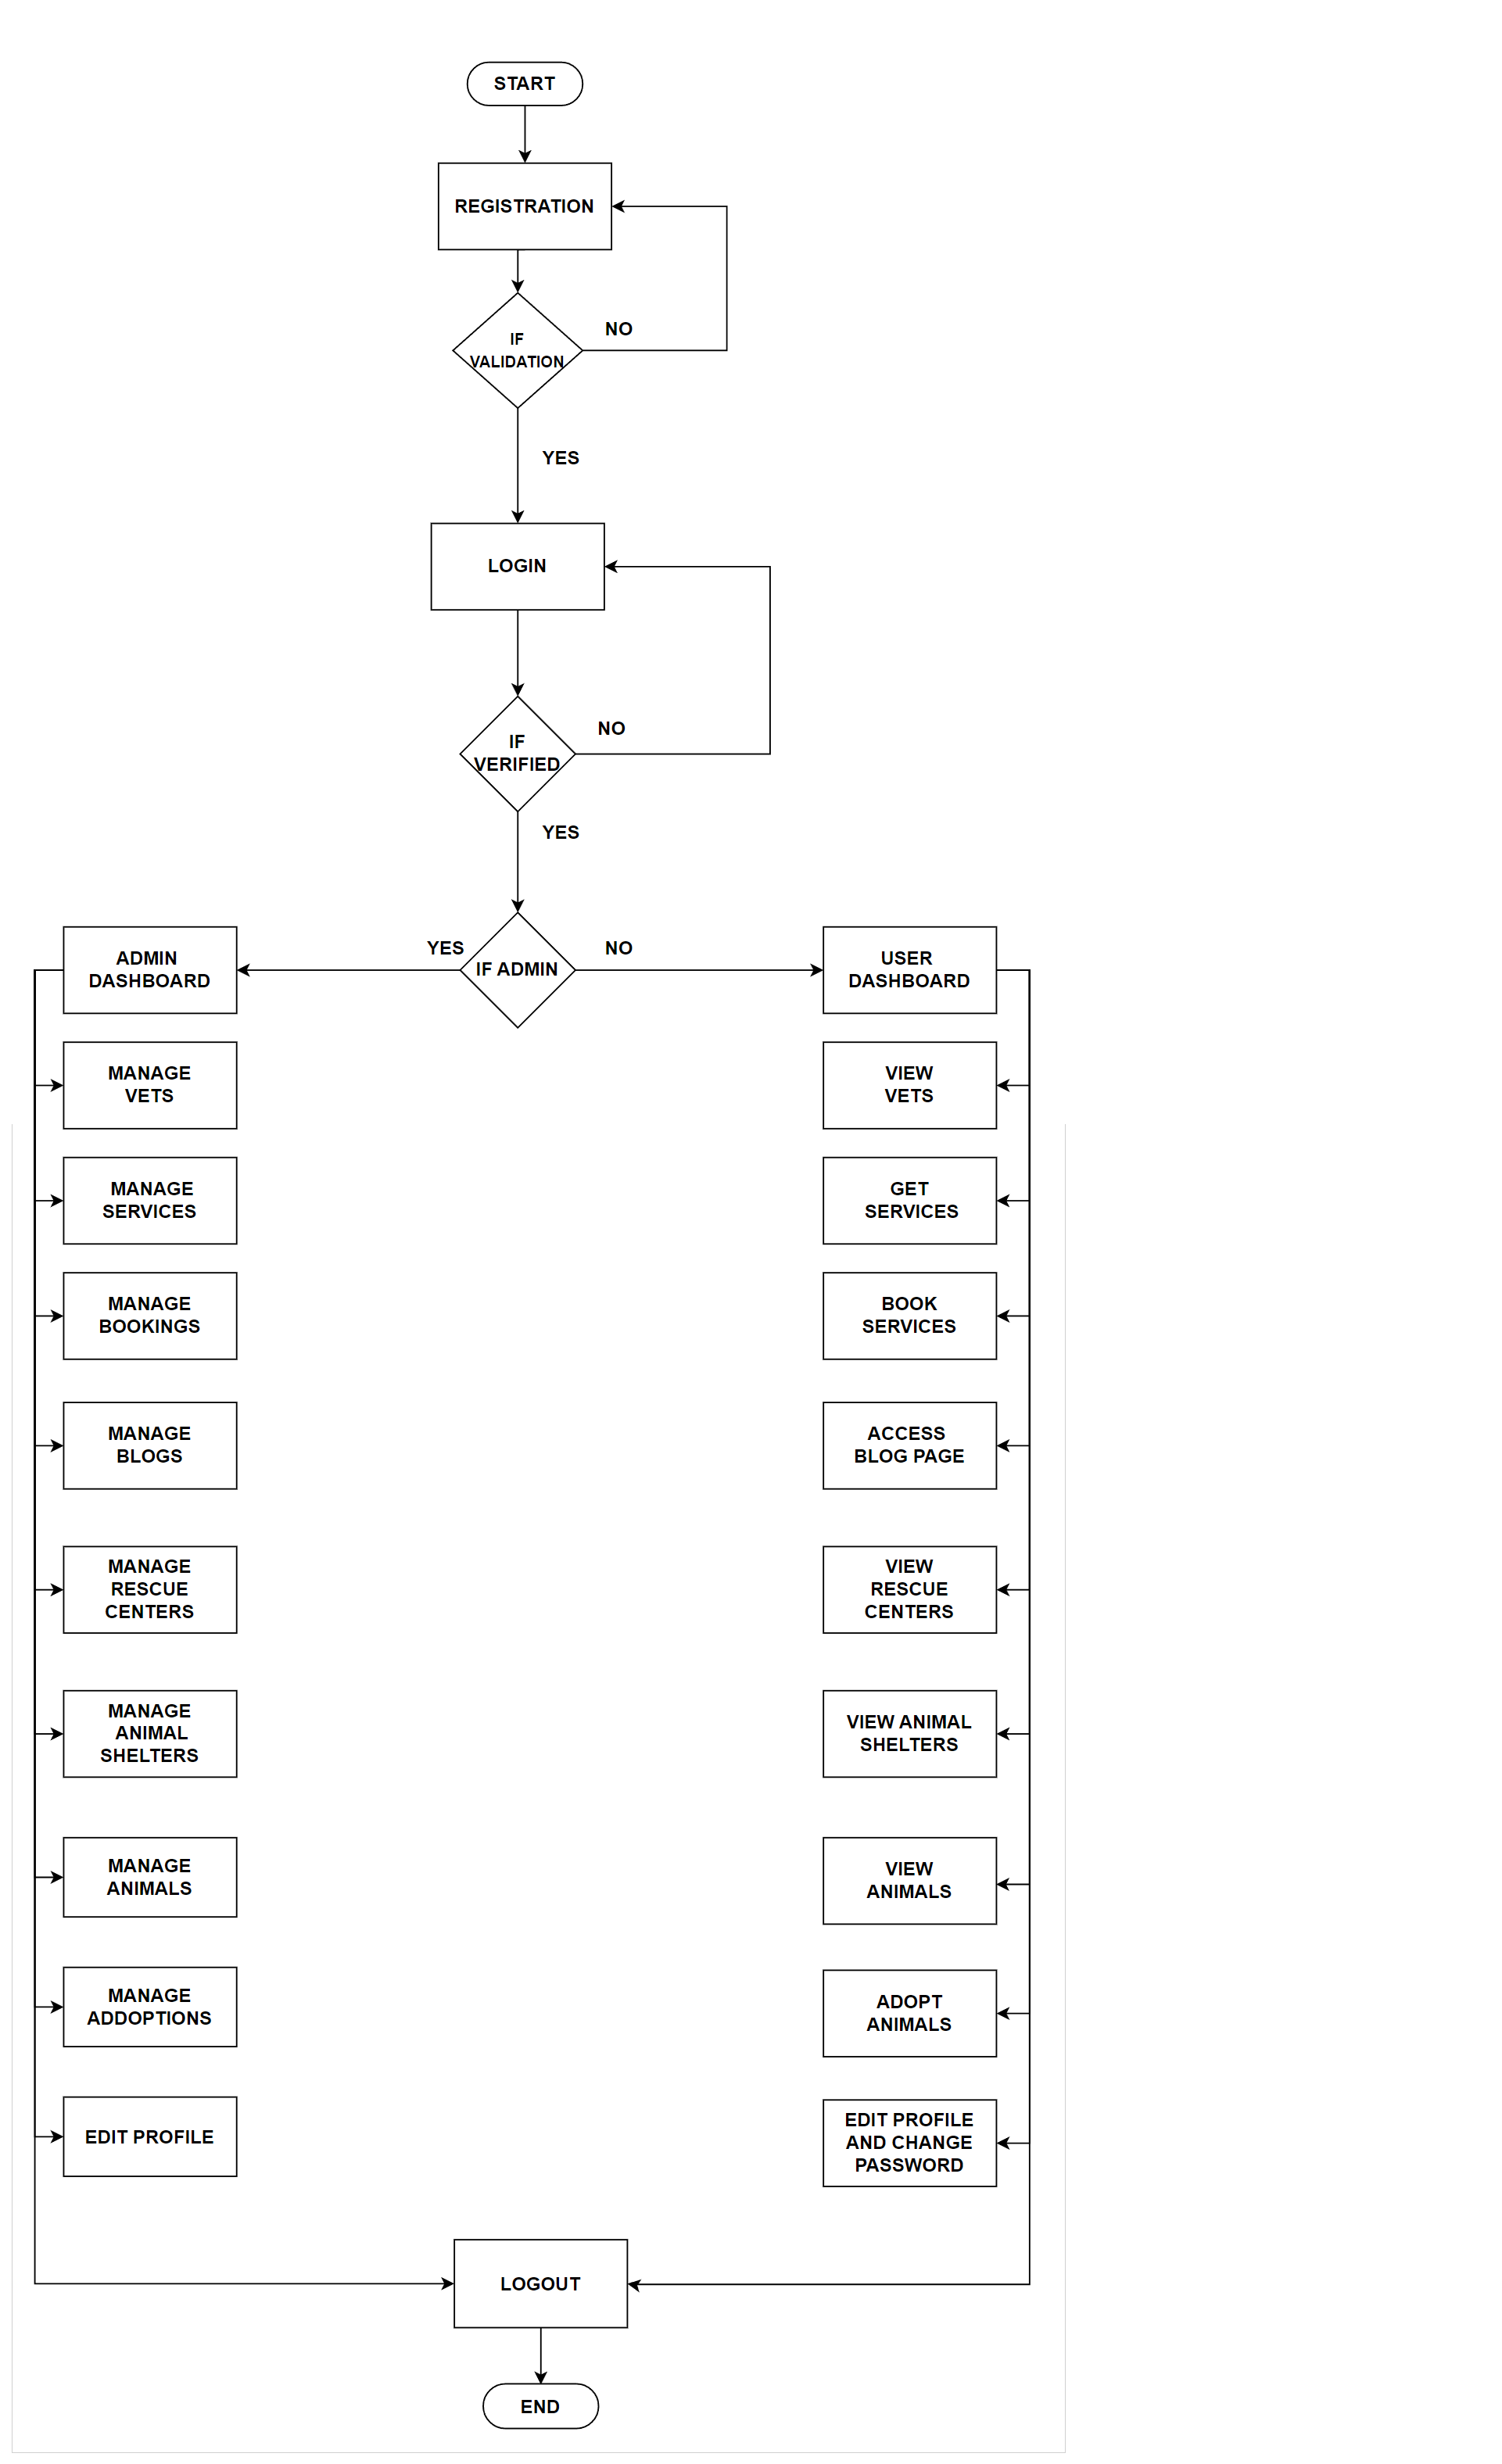 START
REGISTRATION
NO
IF
VALIDATION
YES
LOGIN
NO
IF
VERIFIED
YES
YES
NO
IF ADMIN
ADMIN
DASHBOARD
USER
DASHBOARD
MANAGE
VETS
VIEW
VETS
MANAGE
SERVICES
GET
SERVICES
MANAGE
BOOKINGS
BOOK
SERVICES
MANAGE
BLOGS
ACCESS
BLOG PAGE
MANAGE
RESCUE
CENTERS
VIEW
RESCUE
CENTERS
MANAGE
ANIMAL
SHELTERS
VIEW ANIMAL
SHELTERS
MANAGE
ANIMALS
VIEW
ANIMALS
MANAGE
ADDOPTIONS
ADOPT
ANIMALS
EDIT PROFILE
EDIT PROFILE
AND CHANGE
PASSWORD
LOGOUT
END